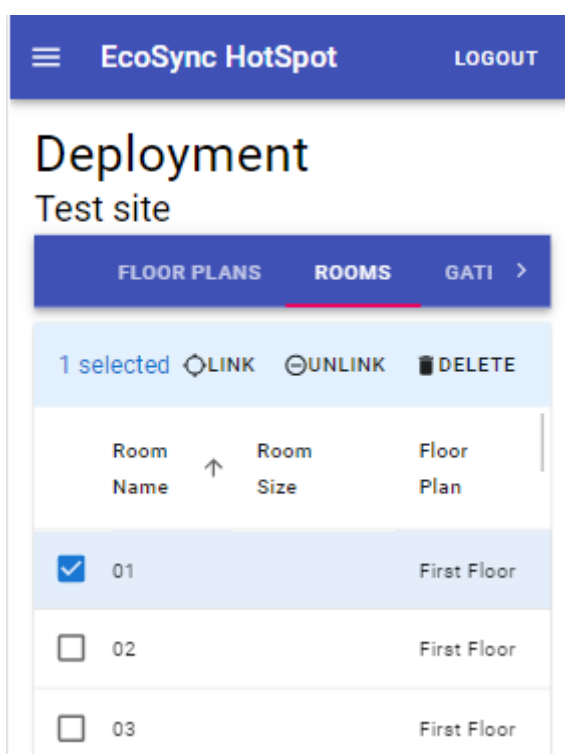 EcoSync HotSpot LOGOUT
Deployment
Test site
FLOOR PLANS ROOMS GATI
1 selected LINK UNLINK DELETE
Room Name Room Size Floor Plan
01 First Floor
02 First Floor
03 First Floor